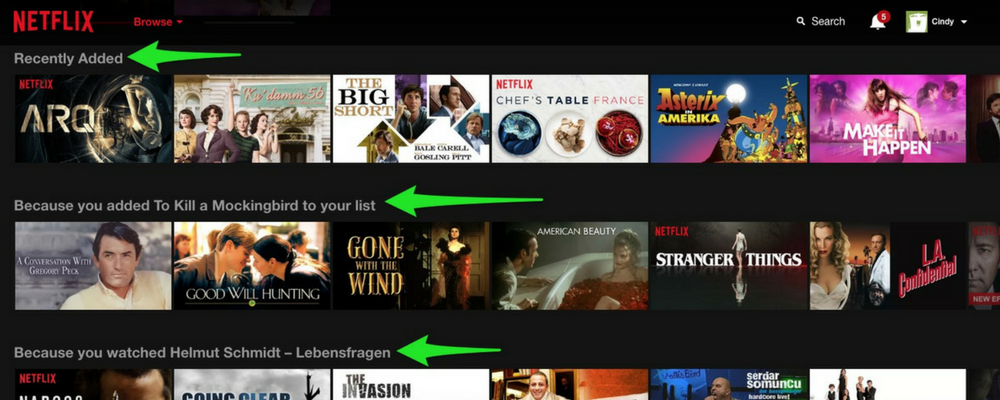 NETFLIX
Browse
Search
5
Cindy
Recently Added
NETFLIX
ARQ
Ku'damm 56
THE
BIG
SHORT
BALE CARELL
GOSLING PITT
NETFLIX
CHEF'S TABLE FRANCE
Asterix
IN
AMERIKA
MAKE IT
HAPPEN
Because you added To Kill a Mockingbird to your list
A CONVERSATION WITH
GREGORY PECK
GOOD WILL HUNTING
GONE
WITH THE
WIND
AMERICAN BEAUTY
NETFLIX
STRANGER THINGS
L.A.
Confidential
NEW EP
Because you watched Helmut Schmidt – Lebensfragen
NETFLIX
NARCOS
GOING CLEAR
THE
INVASION
serdar
somuncu
hardcore live!